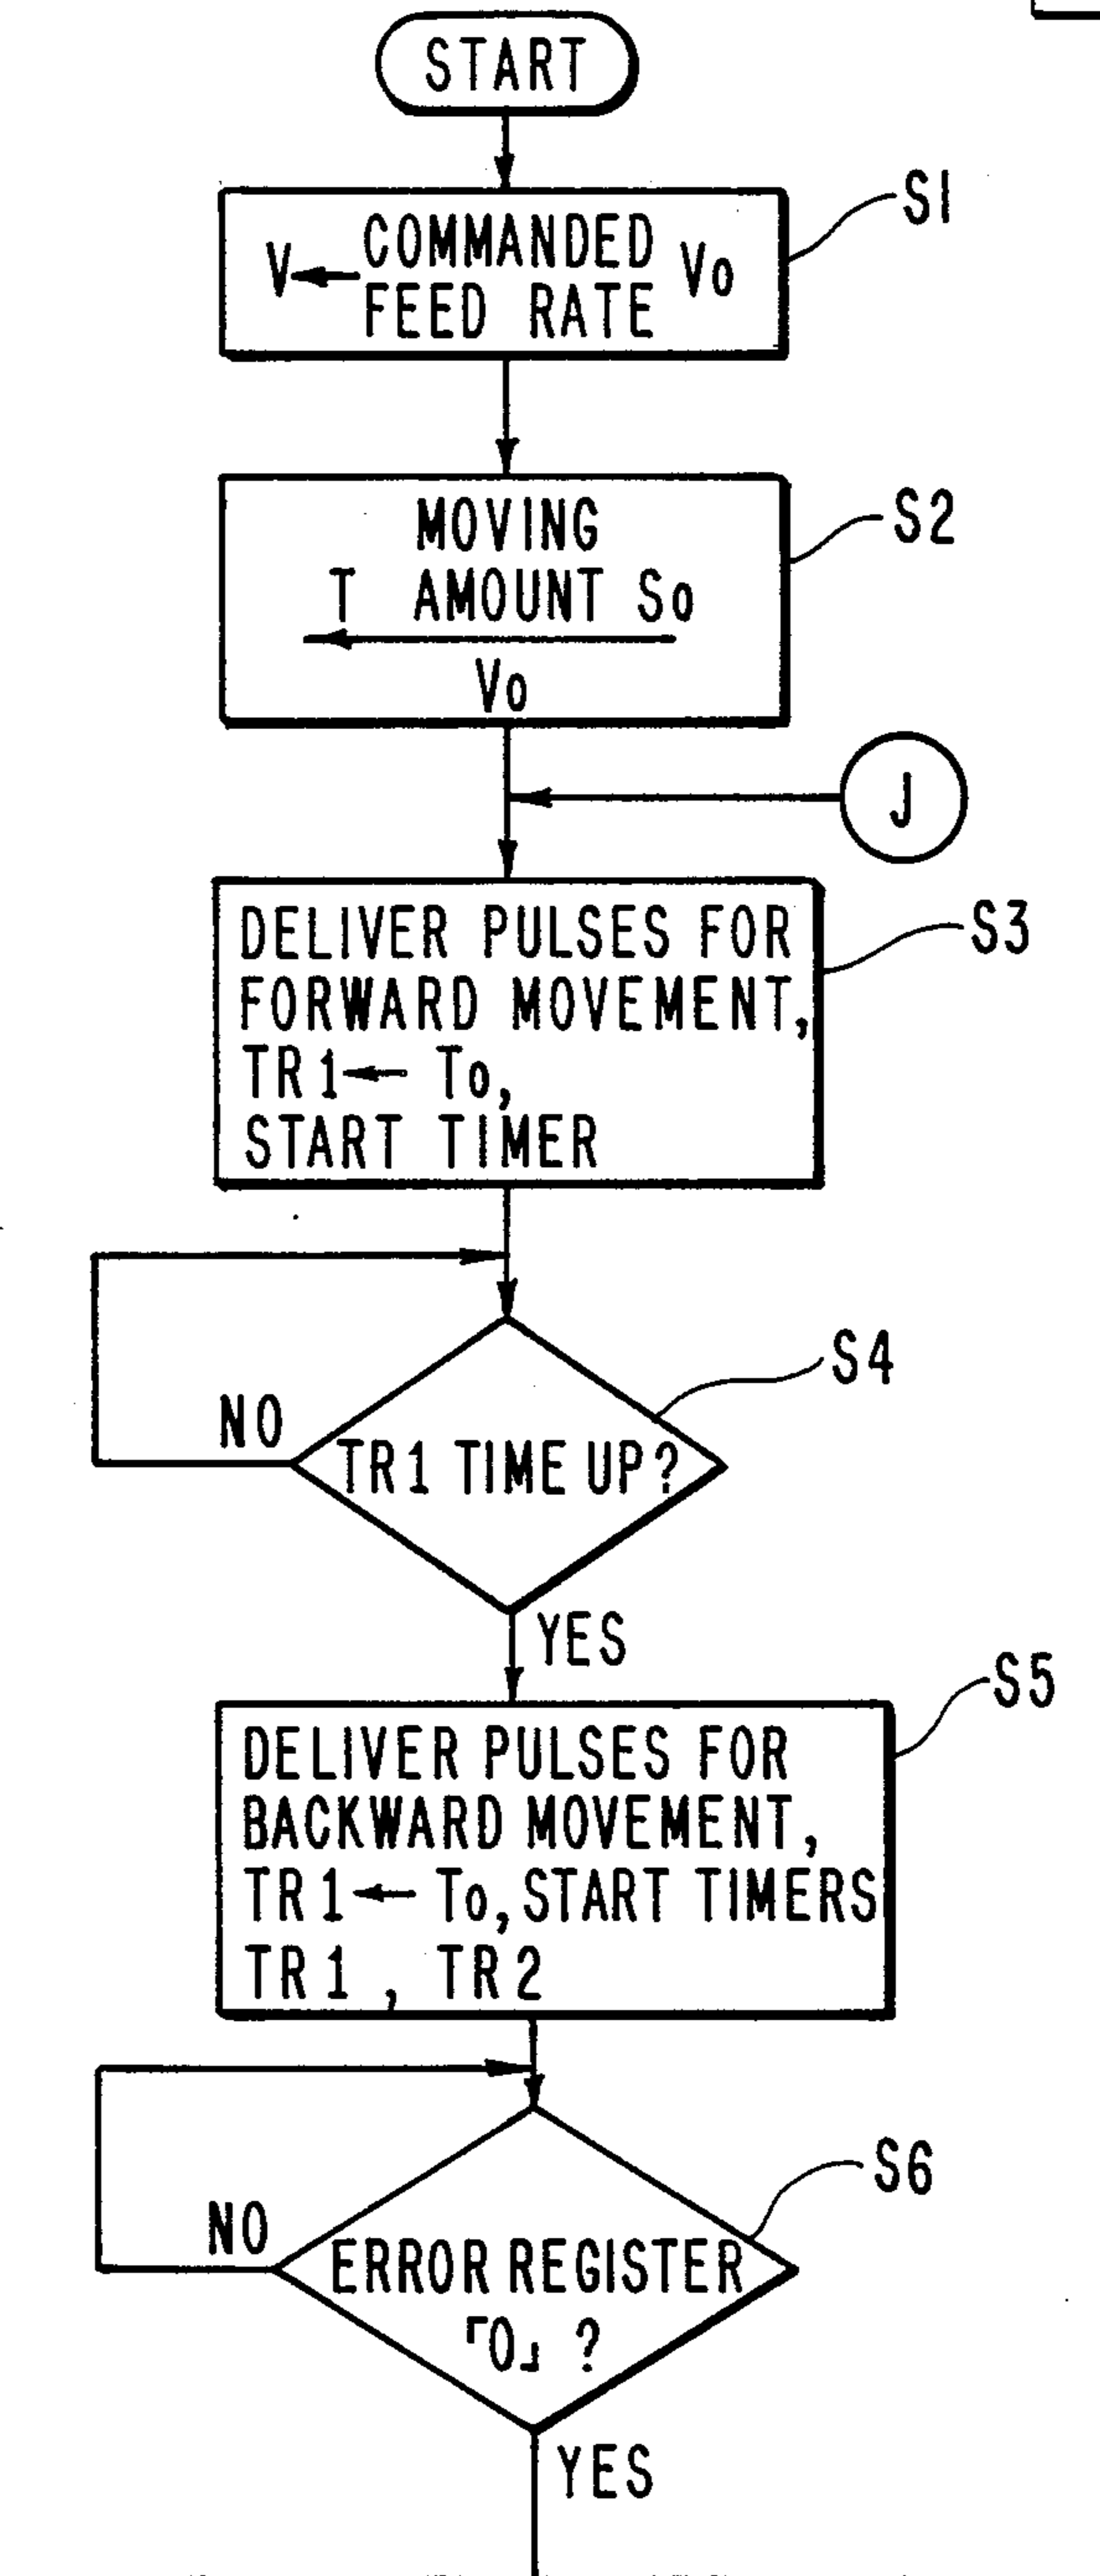 START
S1
V← COMMANDED FEED RATE Vo
S2
MOVING
T AMOUNT So
Vo
J
S3
DELIVER PULSES FOR
FORWARD MOVEMENT,
TR1← To,
START TIMER
S4
NO
TR1 TIME UP?
YES
S5
DELIVER PULSES FOR
BACKWARD MOVEMENT,
TR1← To, START TIMERS
TR1 , TR2
S6
NO
ERROR REGISTER
「0」 ?
YES